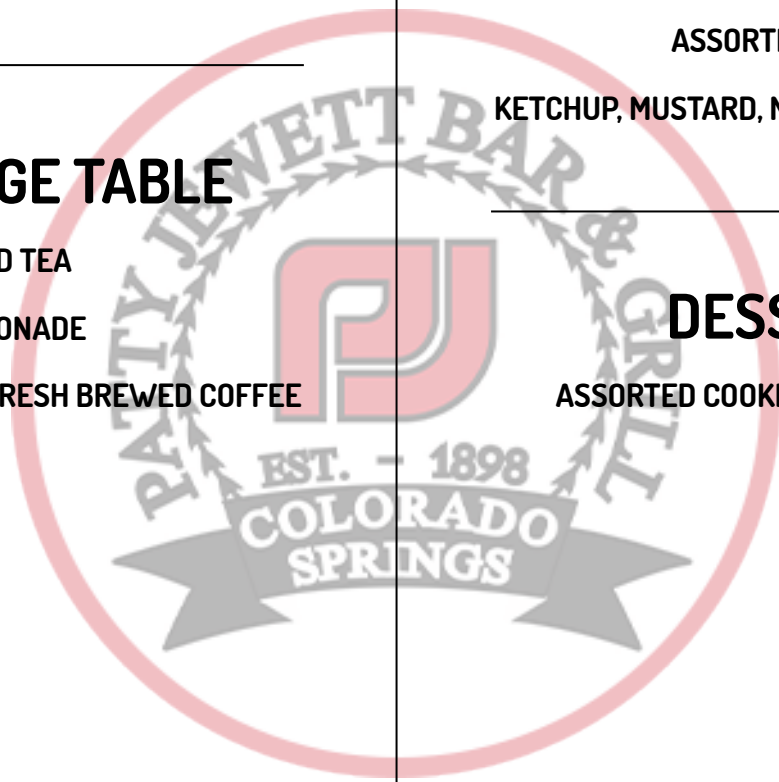 GE TABLE
D TEA
ONADE
RESH BREWED COFFEE
ASSORT
KETCHUP, MUSTARD,
DESS
ASSORTED COOK
PATTY JEWETT BAR & GRILL
PJ
EST. - 1898
COLORADO
SPRINGS